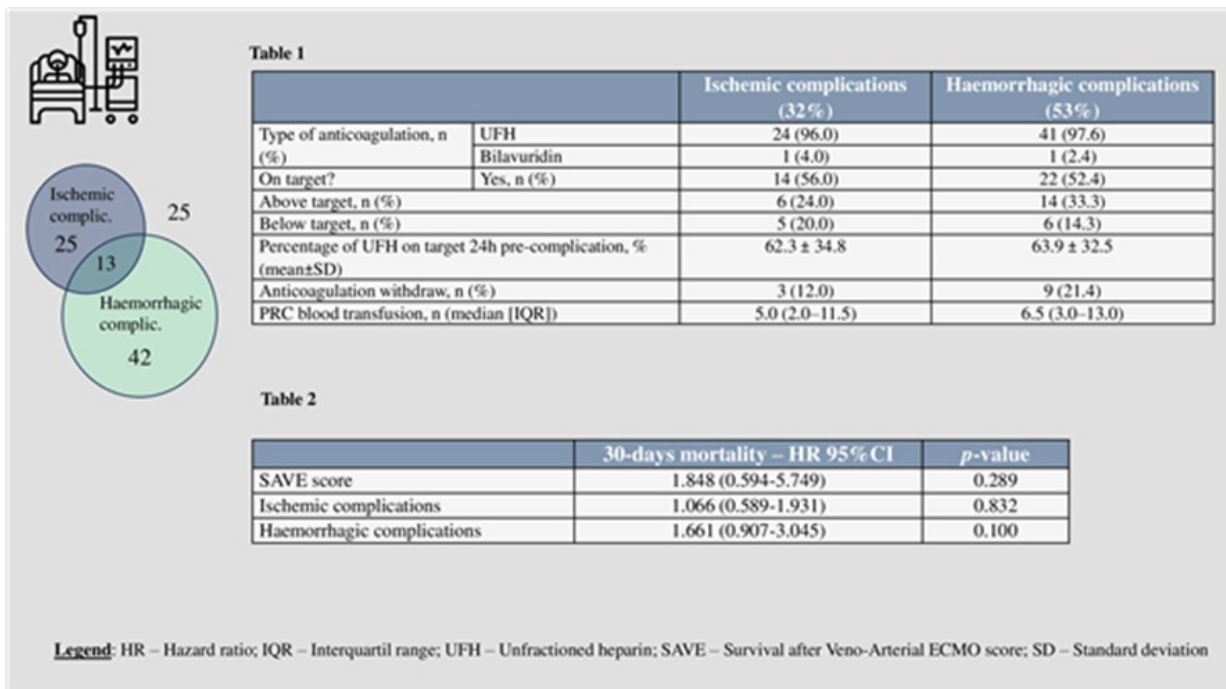 Table 1
Ischemic complications (32%) Haemorrhagic complications (53%)
Type of anticoagulation, n (%) UFH 24 (96.0) 41 (97.6)
Bilavuridin 1 (4.0) 1 (2.4)
On target? Yes, n (%) 14 (56.0) 22 (52.4)
Above target, n (%) 6 (24.0) 14 (33.3)
Below target, n (%) 5 (20.0) 6 (14.3)
Percentage of UFH on target 24h pre-complication, % (mean±SD) 62.3 ± 34.8 63.9 ± 32.5
Anticoagulation withdraw, n (%) 3 (12.0) 9 (21.4)
PRC blood transfusion, n (median [IQR]) 5.0 (2.0–11.5) 6.5 (3.0–13.0)
Ischemic
complic.
25
25
13
Haemorrhagic
complic.
42
Table 2
30-days mortality – HR 95%CI p-value
SAVE score 1.848 (0.594-5.749) 0.289
Ischemic complications 1.066 (0.589-1.931) 0.832
Haemorrhagic complications 1.661 (0.907-3.045) 0.100
Legend: HR – Hazard ratio; IQR – Interquartil range; UFH – Unfractioned heparin; SAVE – Survival after Veno-Arterial ECMO score; SD – Standard deviation